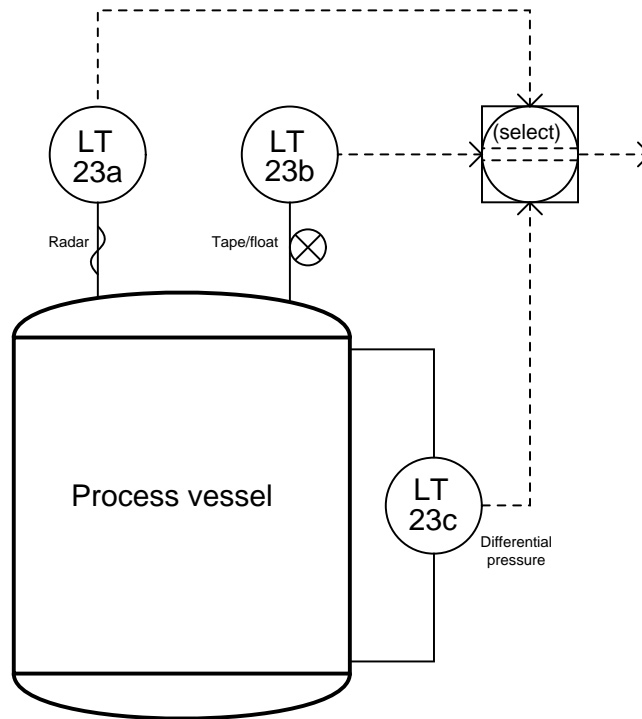 LT
23a
LT
23b
(select)
Radar
Tape/float
Process vessel
LT
23c
Differential
pressure